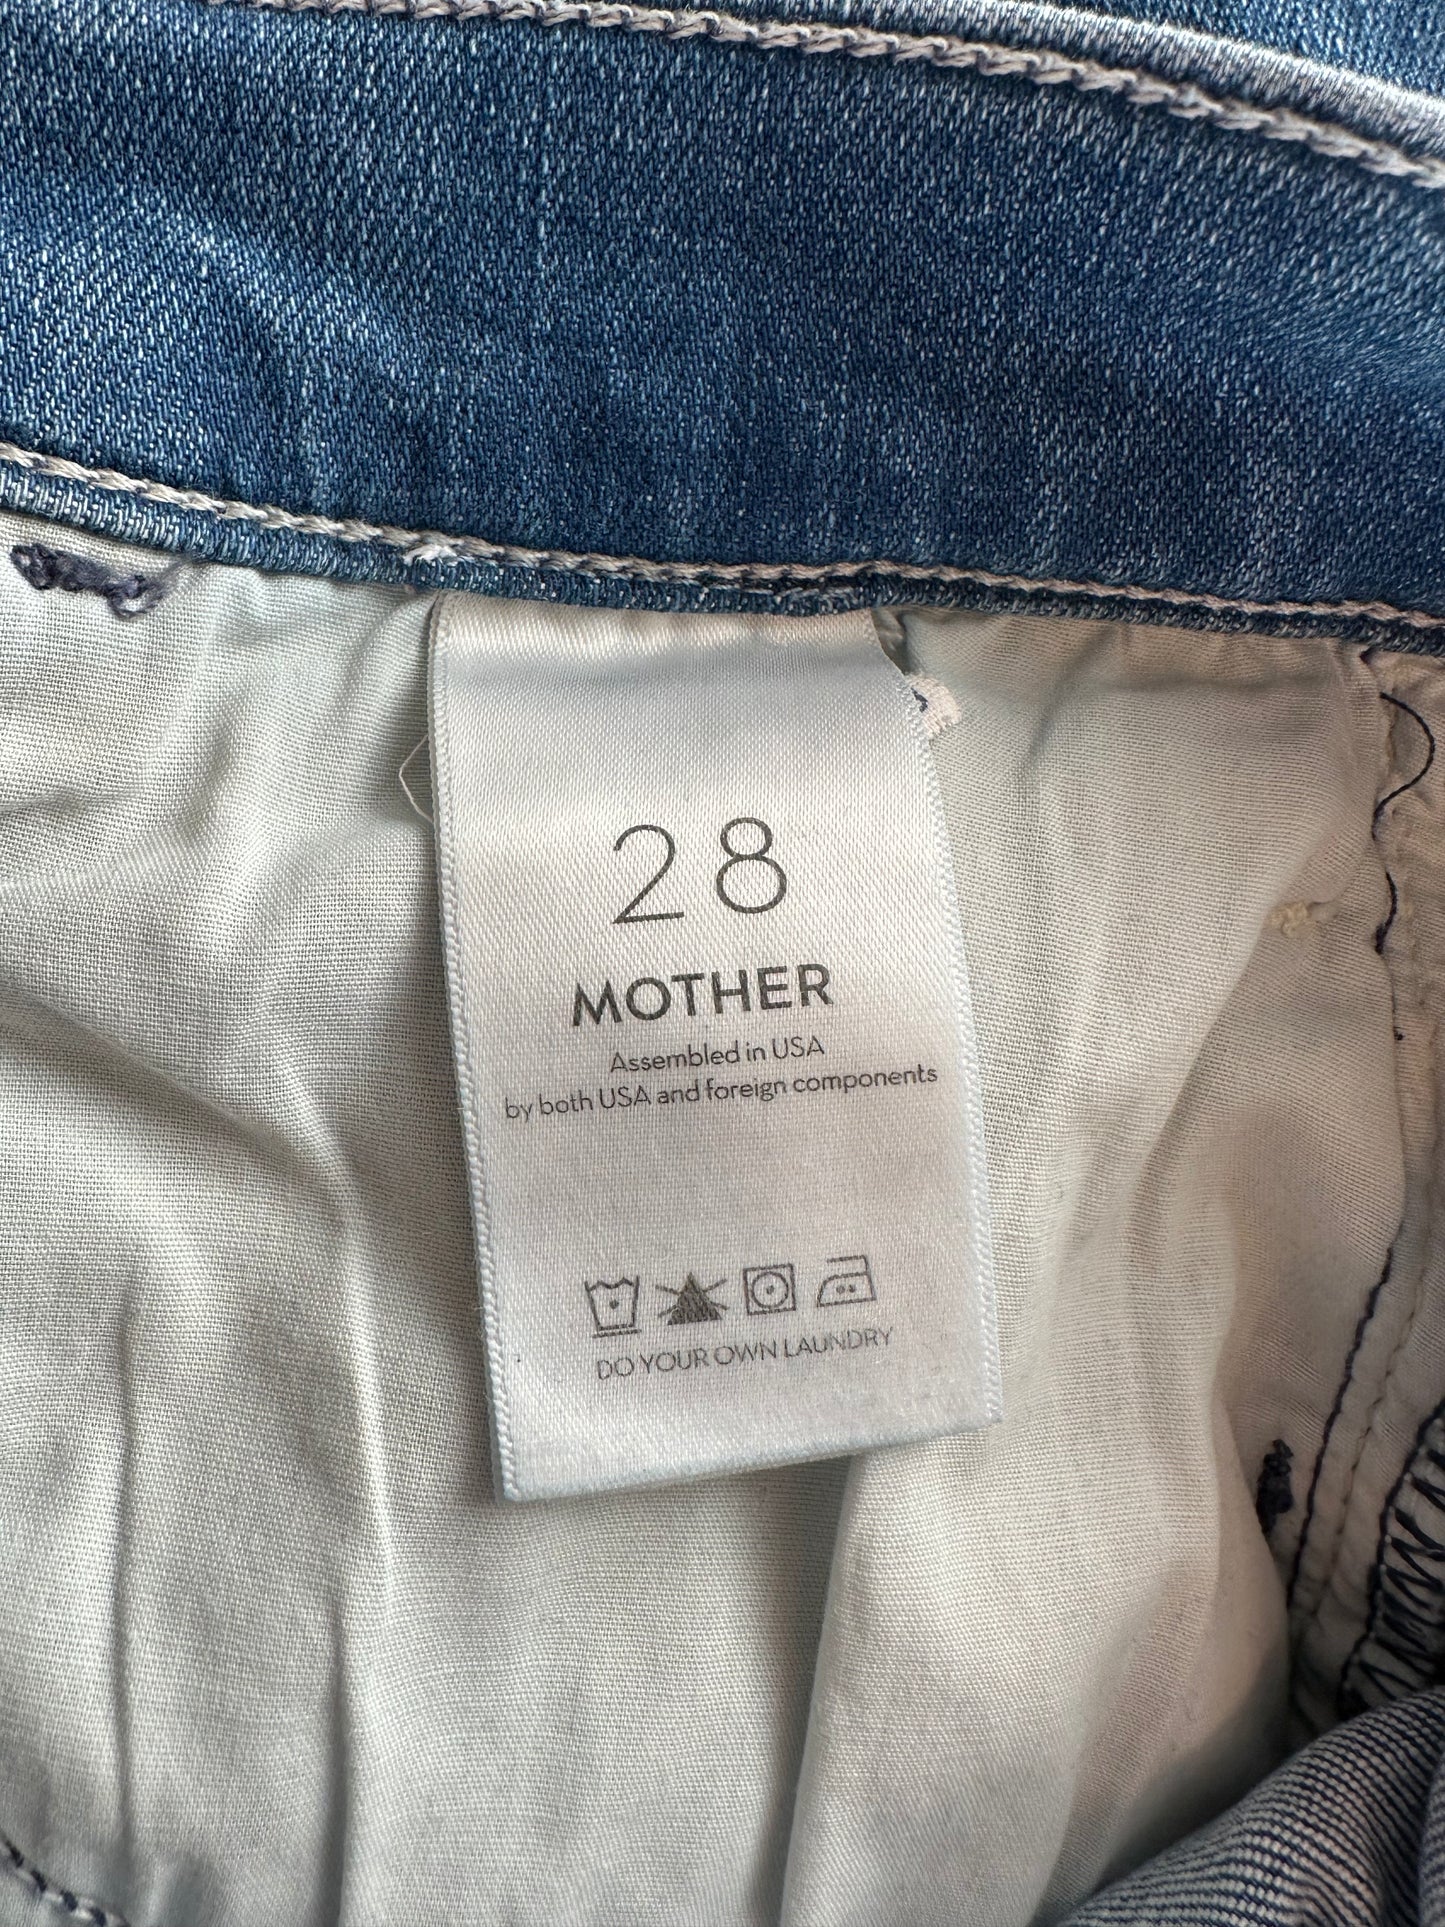 28
MOTHER
Assembled in USA
by both USA and foreign components
DO YOUR OWN LAUNDRY